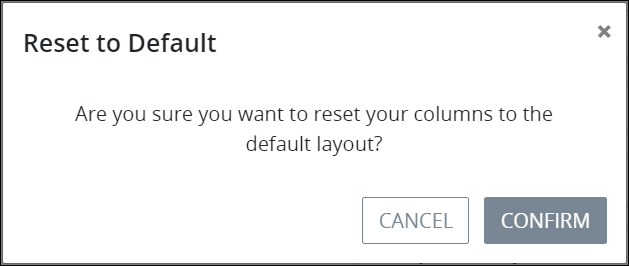 Reset to Default
Are you sure you want to reset your columns to the
default layout?
CANCEL CONFIRM